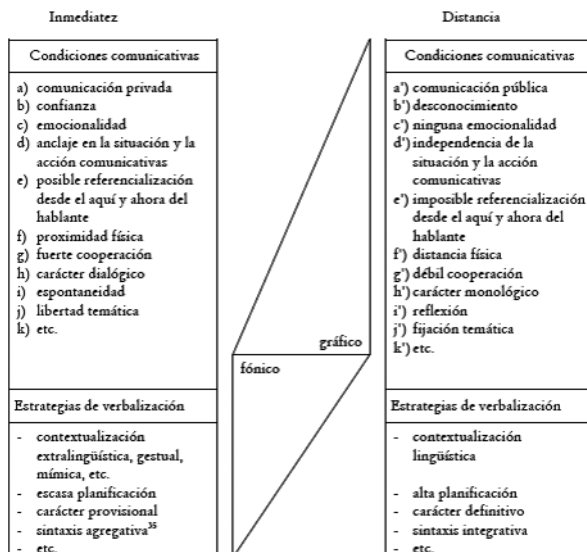 Inmediatez
Distancia
Condiciones comunicativas
a) comunicación privada
b) confianza
c) emocionalidad
d) anclaje en la situación y la
acción comunicativas
e) posible referencialización
desde el aquí y ahora del
hablante
f) proximidad física
g) fuerte cooperación
h) carácter dialógico
i) espontaneidad
j) libertad temática
k) etc.
Estrategias de verbalización
- contextualización
extralingüística, gestual,
mímica, etc.
- escasa planificación
- carácter provisional
- sintaxis agregativa³⁵
- etc.
gráfico
fónico
Condiciones comunicativas
a') comunicación pública
b') desconocimiento
c') ninguna emocionalidad
d') independencia de la
situación y la acción
comunicativas
e') imposible referencialización
desde el aquí y ahora del
hablante
f') distancia física
g') débil cooperación
h') carácter monológico
i') reflexión
j') fijación temática
k') etc.
Estrategias de verbalización
- contextualización
lingüística
- alta planificación
- carácter definitivo
- sintaxis integrativa
- etc.